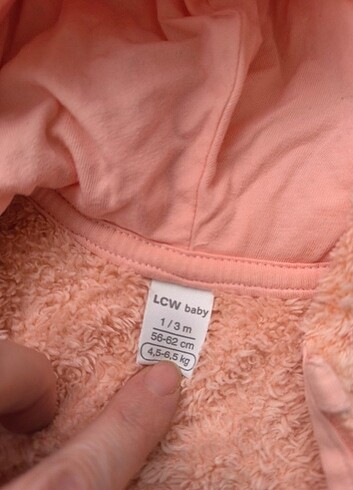 LCW baby
1 / 3 m
56-62 cm
4,5-6,5 kg